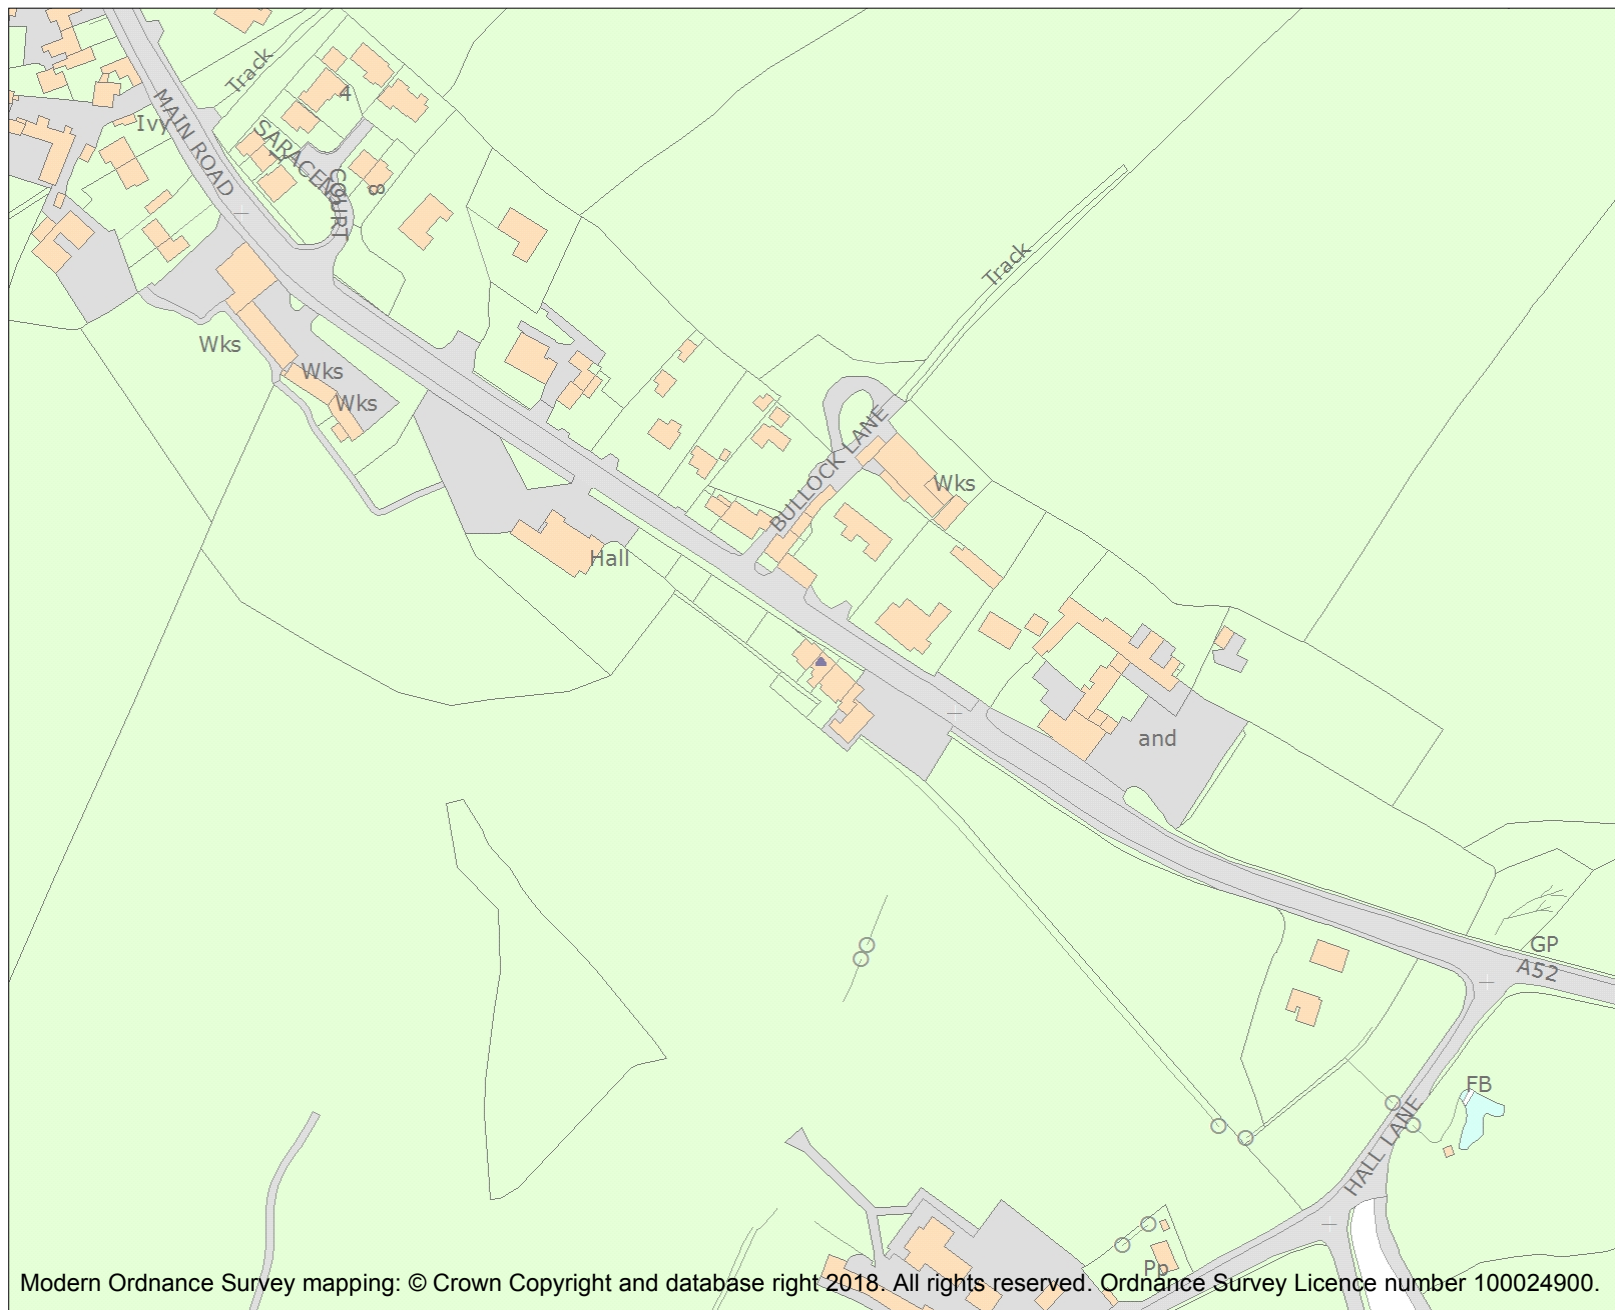 Track
4
Ivy
MAIN ROAD
SARACENS
COURT
8
Track
Wks
Wks
Wks
BULLOCK LANE
Wks
Hall
and
GP
A52
FB
HALL LANE
Pp
Modern Ordnance Survey mapping: © Crown Copyright and database right 2018. All rights reserved. Ordnance Survey Licence number 100024900.